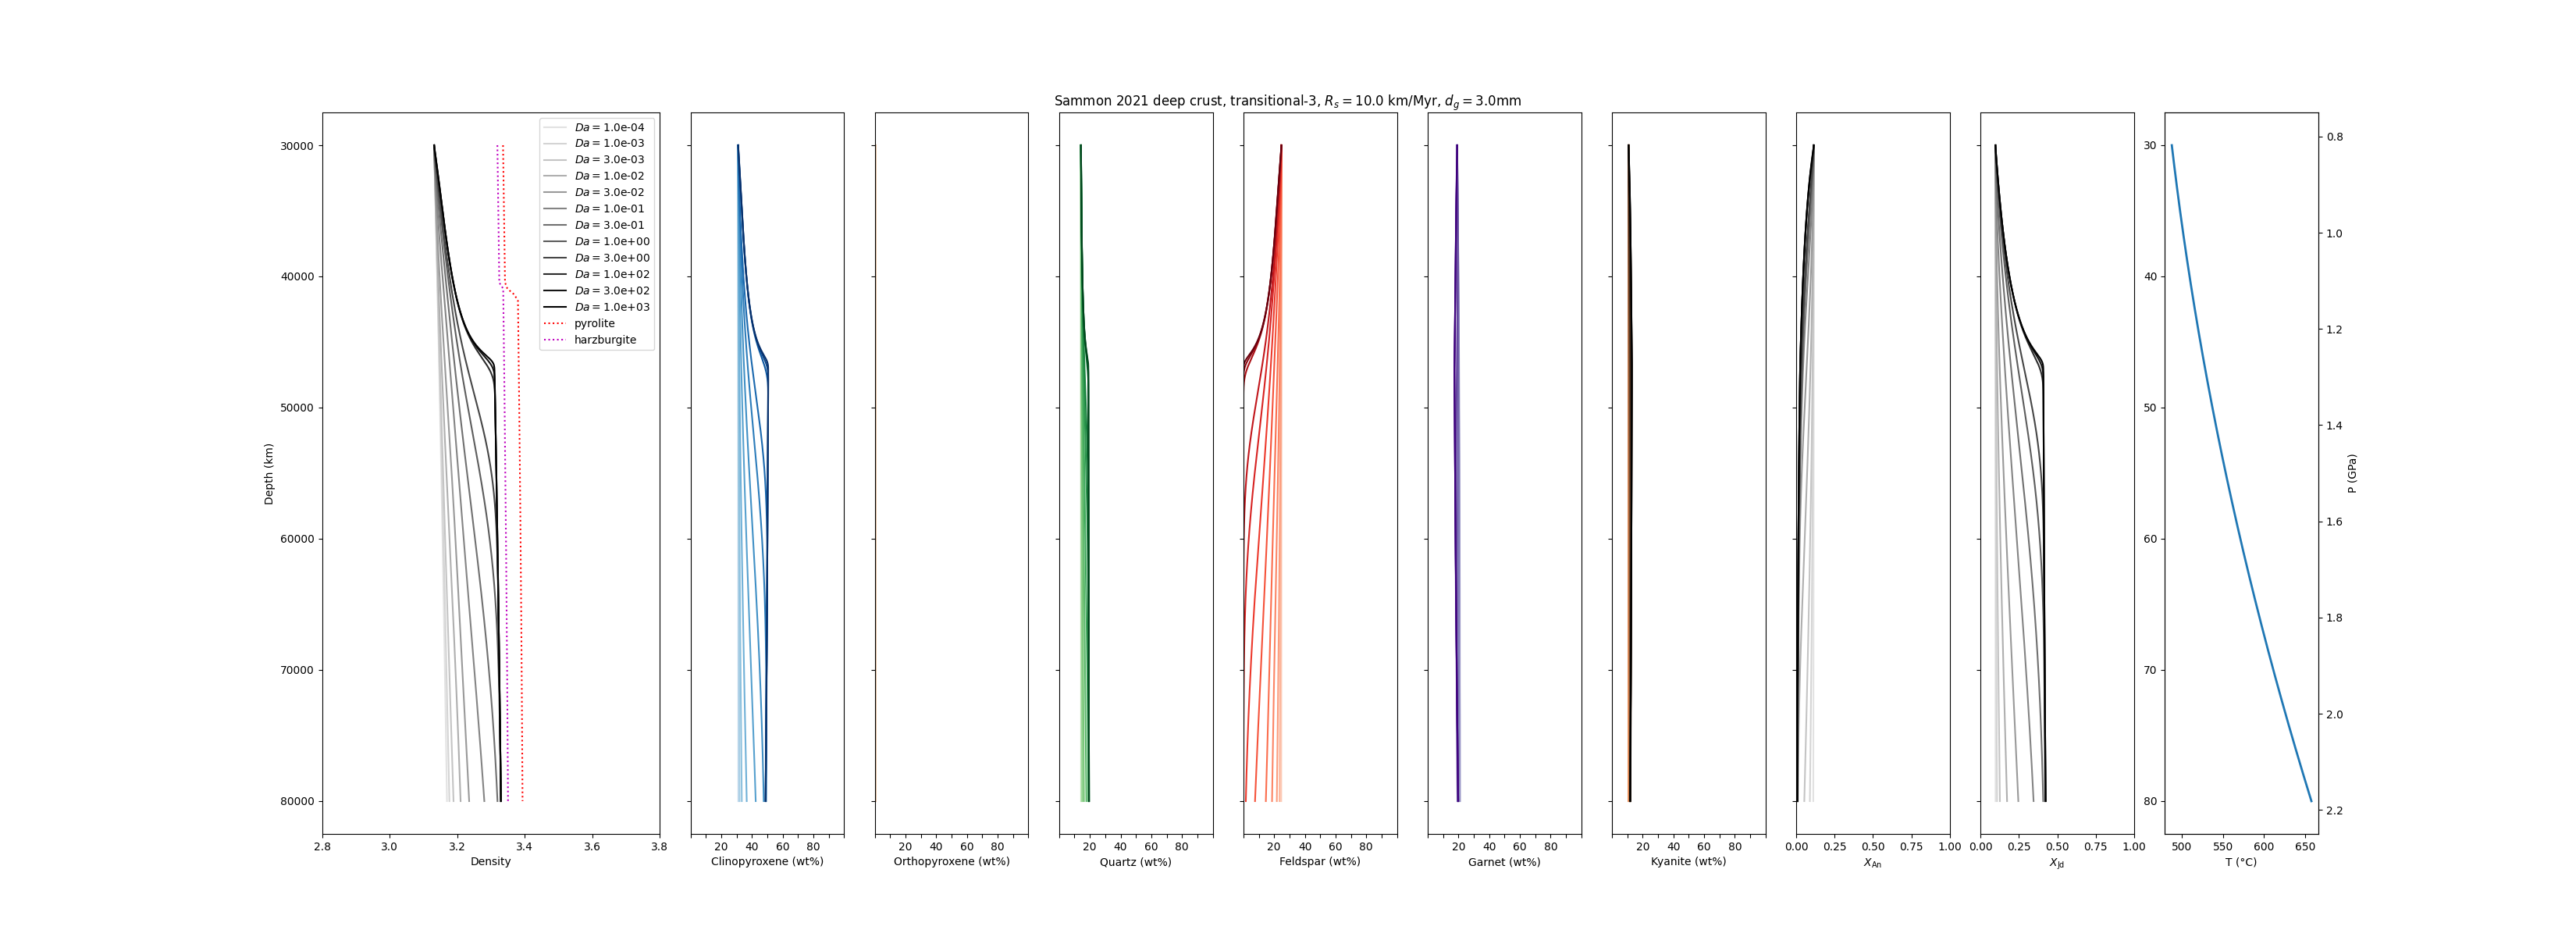 Sammon 2021 deep crust, transitional-3, Rs = 10.0 km/Myr, dg = 3.0mm
Da = 1.0e-04
Da = 1.0e-03
Da = 3.0e-03
Da = 1.0e-02
Da = 3.0e-02
Da = 1.0e-01
Da = 3.0e-01
Da = 1.0e+00
Da = 3.0e+00
Da = 1.0e+02
Da = 3.0e+02
Da = 1.0e+03
pyrolite
harzburgite
Depth (km)
30000
40000
50000
60000
70000
80000
2.8 3.0 3.2 3.4 3.6 3.8
Density
20 40 60 80
Clinopyroxene (wt%)
20 40 60 80
Orthopyroxene (wt%)
20 40 60 80
Quartz (wt%)
20 40 60 80
Feldspar (wt%)
20 40 60 80
Garnet (wt%)
20 40 60 80
Kyanite (wt%)
0.00 0.25 0.50 0.75 1.00
XAn
0.00 0.25 0.50 0.75 1.00
XJd
30
40
50
60
70
80
500 550 600 650
T (°C)
0.8
1.0
1.2
1.4
1.6
1.8
2.0
2.2
P (GPa)